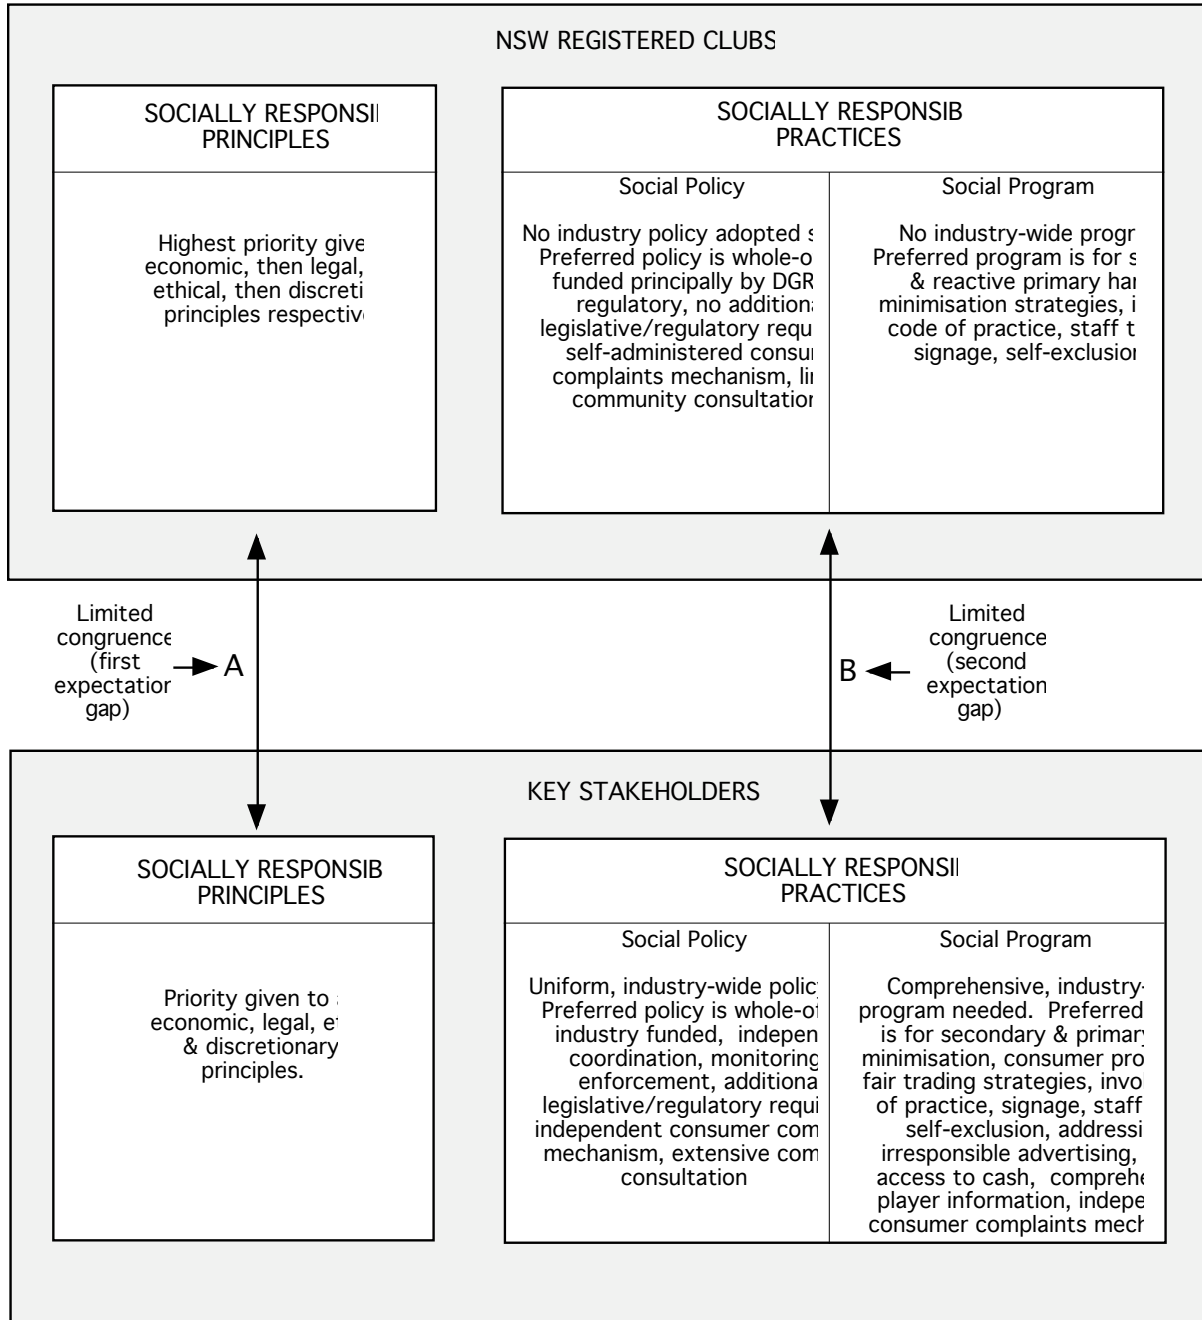 NSW REGISTERED CLUBS
SOCIALLY RESPONSI
PRINCIPLES
Highest priority give
economic, then legal,
ethical, then discreti
principles respectiv
SOCIALLY RESPONSIB
PRACTICES
Social Policy
No industry policy adopted s
Preferred policy is whole-o
funded principally by DGR
regulatory, no addition
legislative/regulatory requ
self-administered consu
complaints mechanism, li
community consultation
Social Program
No industry-wide progr
Preferred program is for s
& reactive primary har
minimisation strategies, i
code of practice, staff t
signage, self-exclusion
Limited
congruence
(first
expectation
gap)
A
B
Limited
congruence
(second
expectation
gap)
KEY STAKEHOLDERS
SOCIALLY RESPONSIB
PRINCIPLES
Priority given to
economic, legal, et
& discretionary
principles.
SOCIALLY RESPONSI
PRACTICES
Social Policy
Uniform, industry-wide polic
Preferred policy is whole-of
industry funded, indepen
coordination, monitoring
enforcement, additiona
legislative/regulatory requi
independent consumer com
mechanism, extensive com
consultation
Social Program
Comprehensive, industry-
program needed. Preferred
is for secondary & primary
minimisation, consumer pro
fair trading strategies, invol
of practice, signage, staff
self-exclusion, addressi
irresponsible advertising,
access to cash, comprehe
player information, indepe
consumer complaints mech